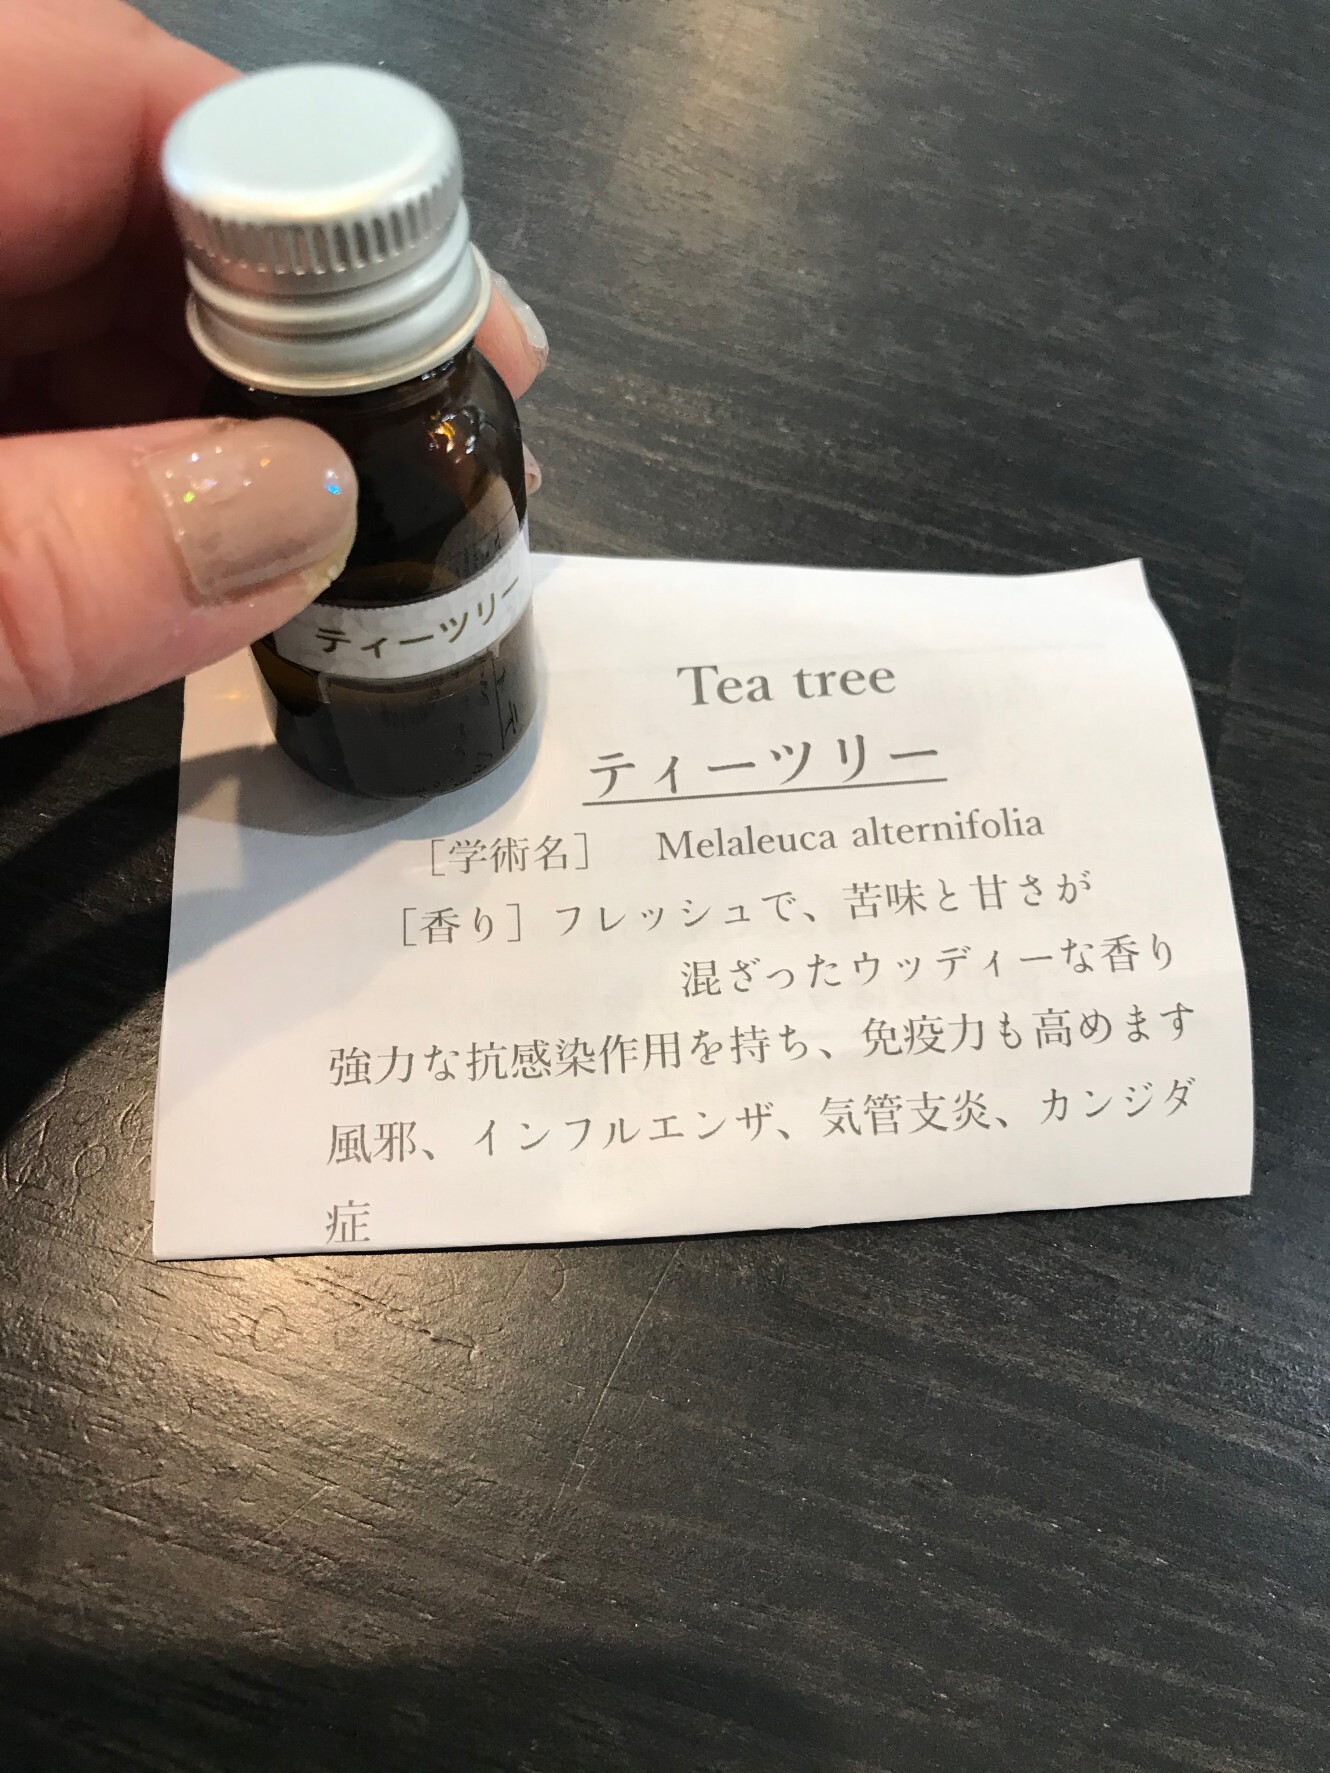 ティーツリー
Tea tree
ティーツリー
［学術名］　Melaleuca alternifolia
［香り］フレッシュで、苦味と甘さが
混ざったウッディーな香り
強力な抗感染作用を持ち、免疫力も高めます
風邪、インフルエンザ、気管支炎、カンジダ
症